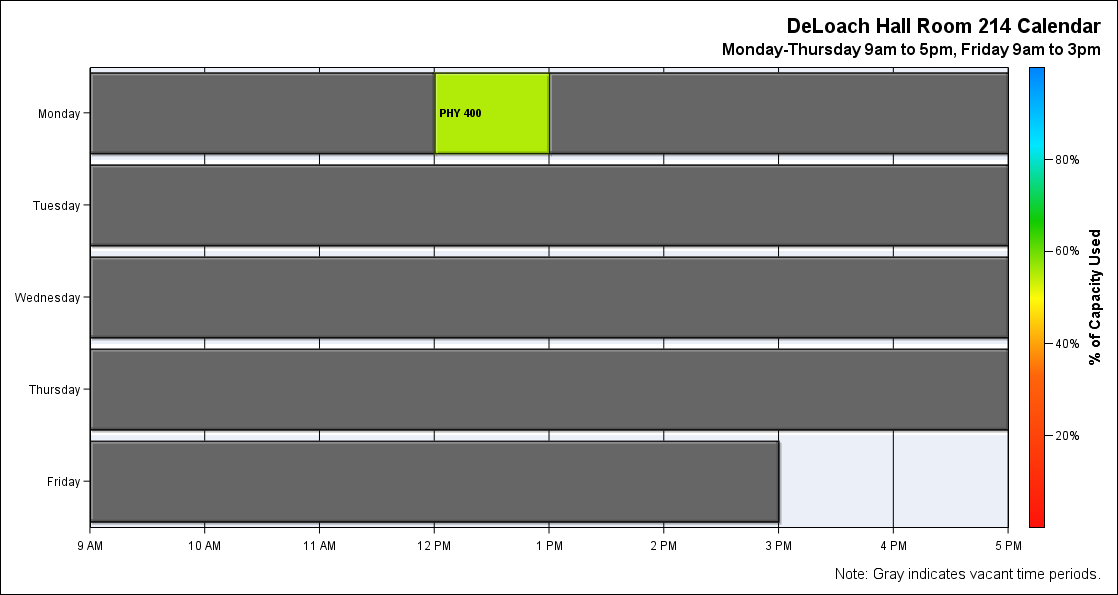 DeLoach Hall Room 214 Calendar
Monday-Thursday 9am to 5pm, Friday 9am to 3pm
Monday
PHY 400
Tuesday
Wednesday
Thursday
Friday
9 AM 10 AM 11 AM 12 PM 1 PM 2 PM 3 PM 4 PM 5 PM
80%
60%
40%
20%
% of Capacity Used
Note: Gray indicates vacant time periods.